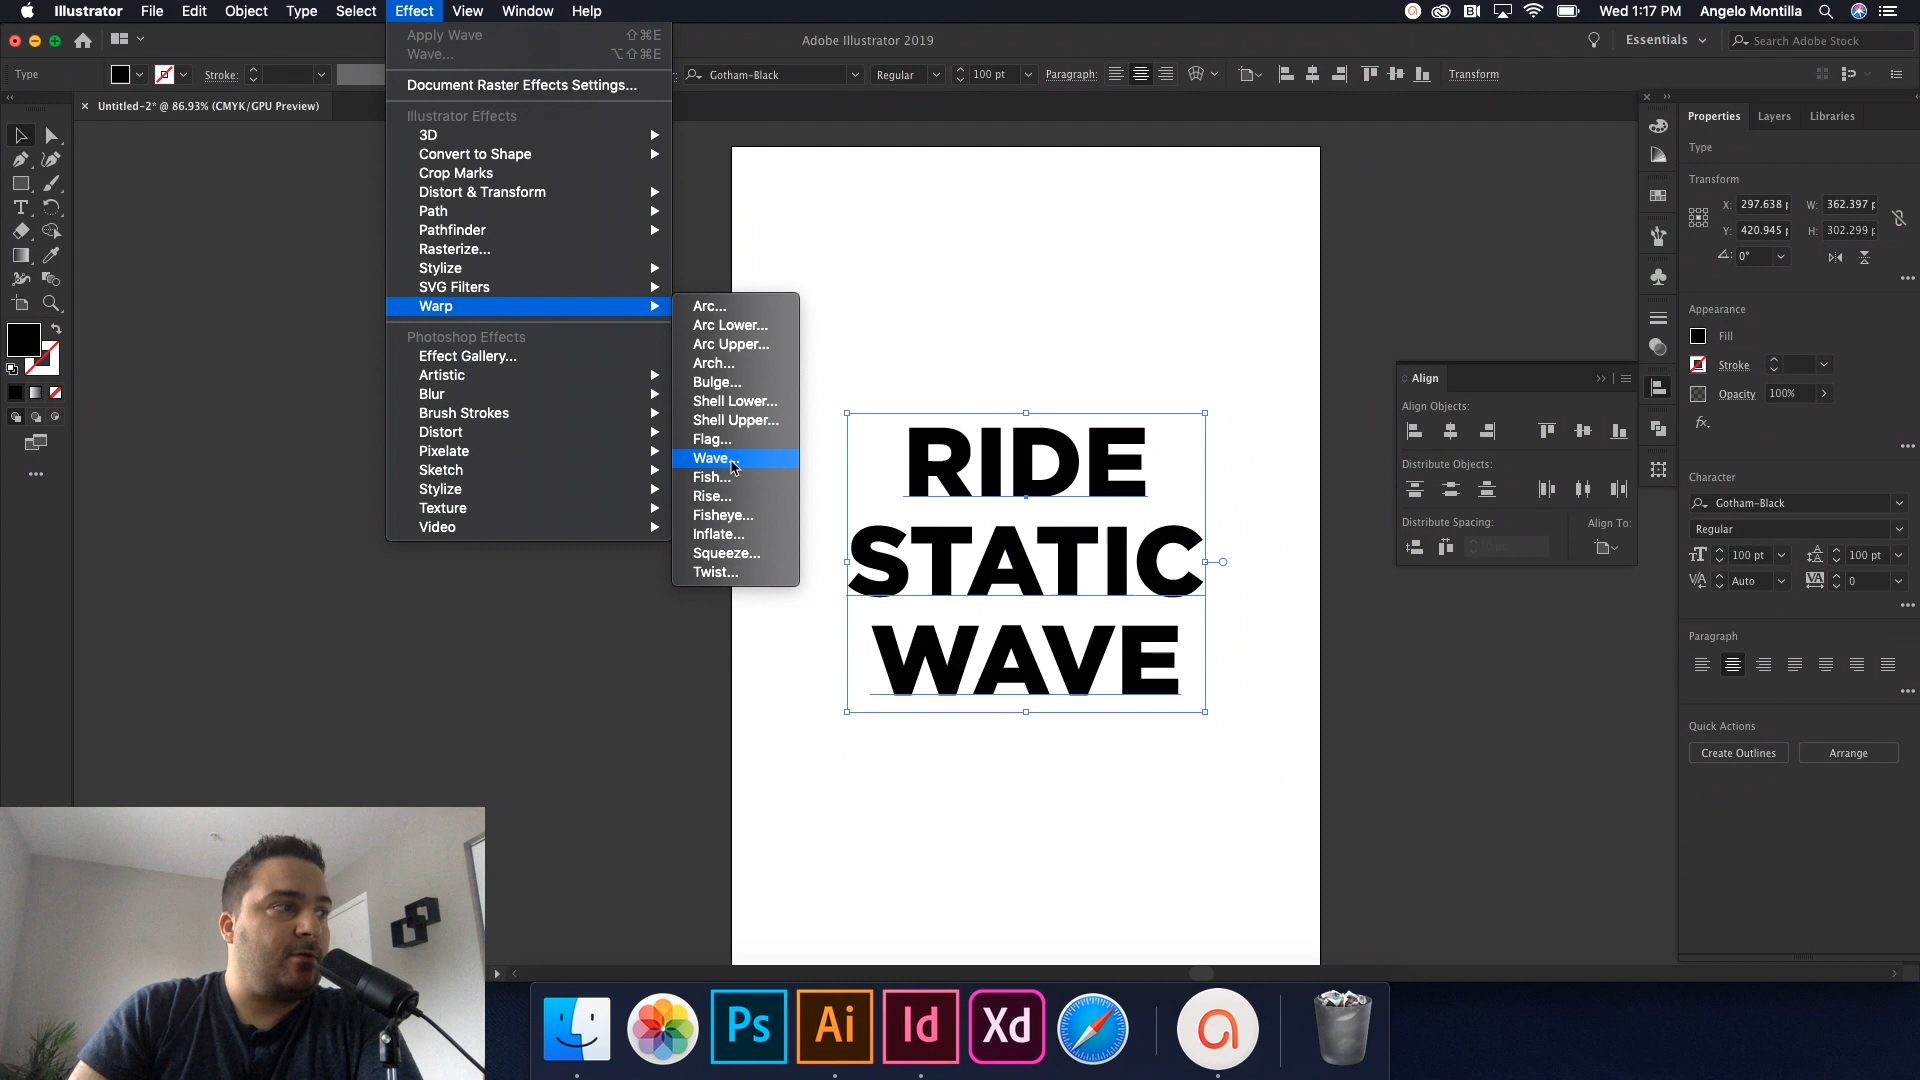 Illustrator File Edit Object Type Select Effect View Window Help
Wed 1:17 PM Angelo Montilla
Adobe Illustrator 2019
Essentials
Search Adobe Stock
Type
Stroke:
Gotham-Black
Regular
100 pt
Paragraph:
Transform
× Untitled-2* @ 86.93% (CMYK/GPU Preview)
Apply Wave ⇧⌘E
Wave... ⌥⇧⌘E
Document Raster Effects Settings...
Illustrator Effects
3D
Convert to Shape
Crop Marks
Distort & Transform
Path
Pathfinder
Rasterize...
Stylize
SVG Filters
Warp
Photoshop Effects
Effect Gallery...
Artistic
Blur
Brush Strokes
Distort
Pixelate
Sketch
Stylize
Texture
Video
Arc...
Arc Lower...
Arc Upper...
Arch...
Bulge...
Shell Lower...
Shell Upper...
Flag...
Wave...
Fish...
Rise...
Fisheye...
Inflate...
Squeeze...
Twist...
RIDE
STATIC
WAVE
Align
Align Objects:
Distribute Objects:
Distribute Spacing:
Align To:
Properties Layers Libraries
Type
Transform
X: 297.638 W: 362.397
Y: 420.945 H: 302.299
0°
Appearance
Fill
Stroke
Opacity 100%
fx.
Character
Gotham-Black
Regular
100 pt 100 pt
Auto 0
Paragraph
Quick Actions
Create Outlines Arrange
Ps Ai Id Xd